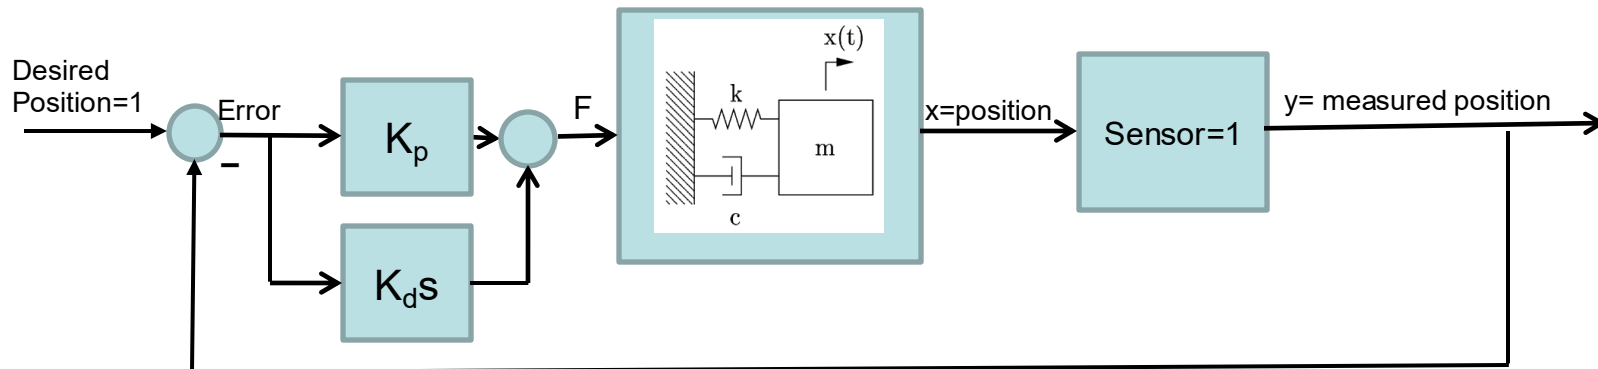 Desired
Position=1
Error
−
Kp
Kds
F
x(t)
k
m
c
x=position
Sensor=1
y= measured position